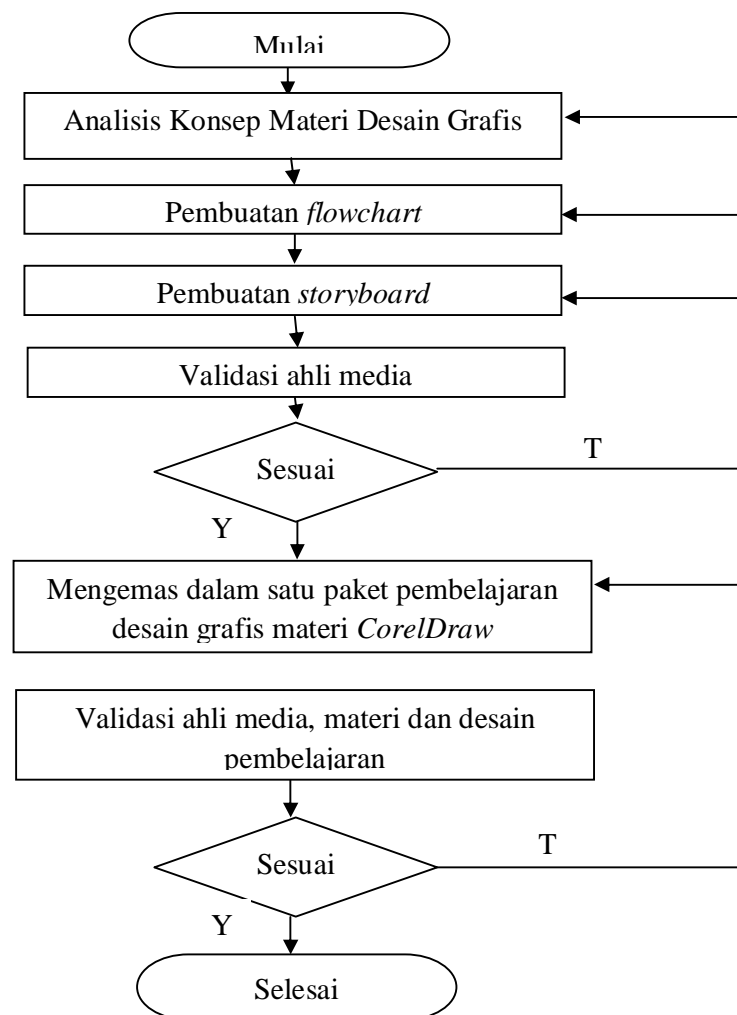 Mulai
Analisis Konsep Materi Desain Grafis
Pembuatan flowchart
Pembuatan storyboard
Validasi ahli media
Sesuai
T
Y
Mengemas dalam satu paket pembelajaran
desain grafis materi CorelDraw
Validasi ahli media, materi dan desain
pembelajaran
Sesuai
T
Y
Selesai